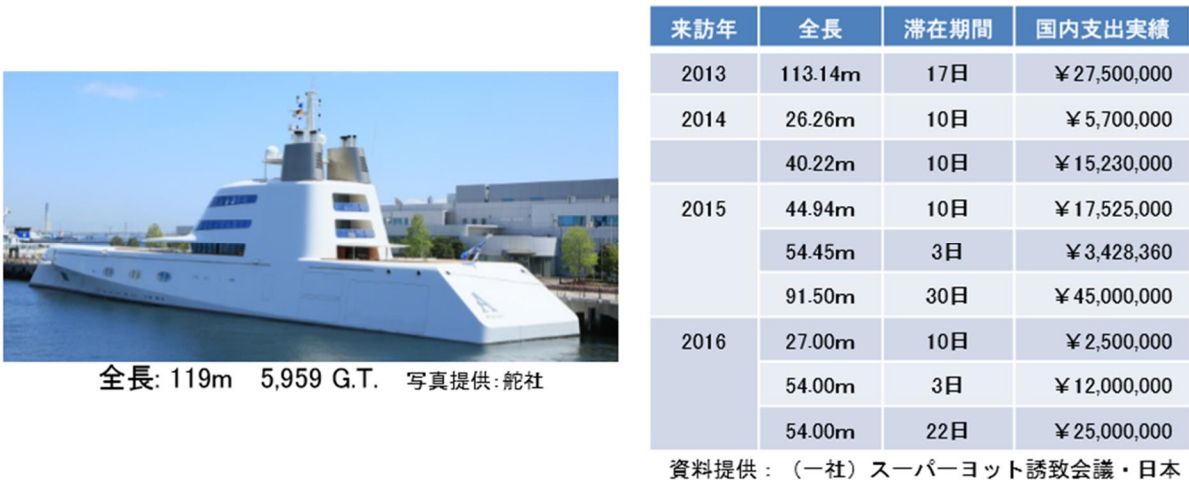 全長: 119m 5,959 G.T. 写真提供:舵社
A
来訪年 全長 滞在期間 国内支出実績
2013 113.14m 17日 ¥27,500,000
2014 26.26m 10日 ¥5,700,000
40.22m 10日 ¥15,230,000
2015 44.94m 10日 ¥17,525,000
54.45m 3日 ¥3,428,360
91.50m 30日 ¥45,000,000
2016 27.00m 10日 ¥2,500,000
54.00m 3日 ¥12,000,000
54.00m 22日 ¥25,000,000
資料提供:(一社)スーパーヨット誘致会議・日本